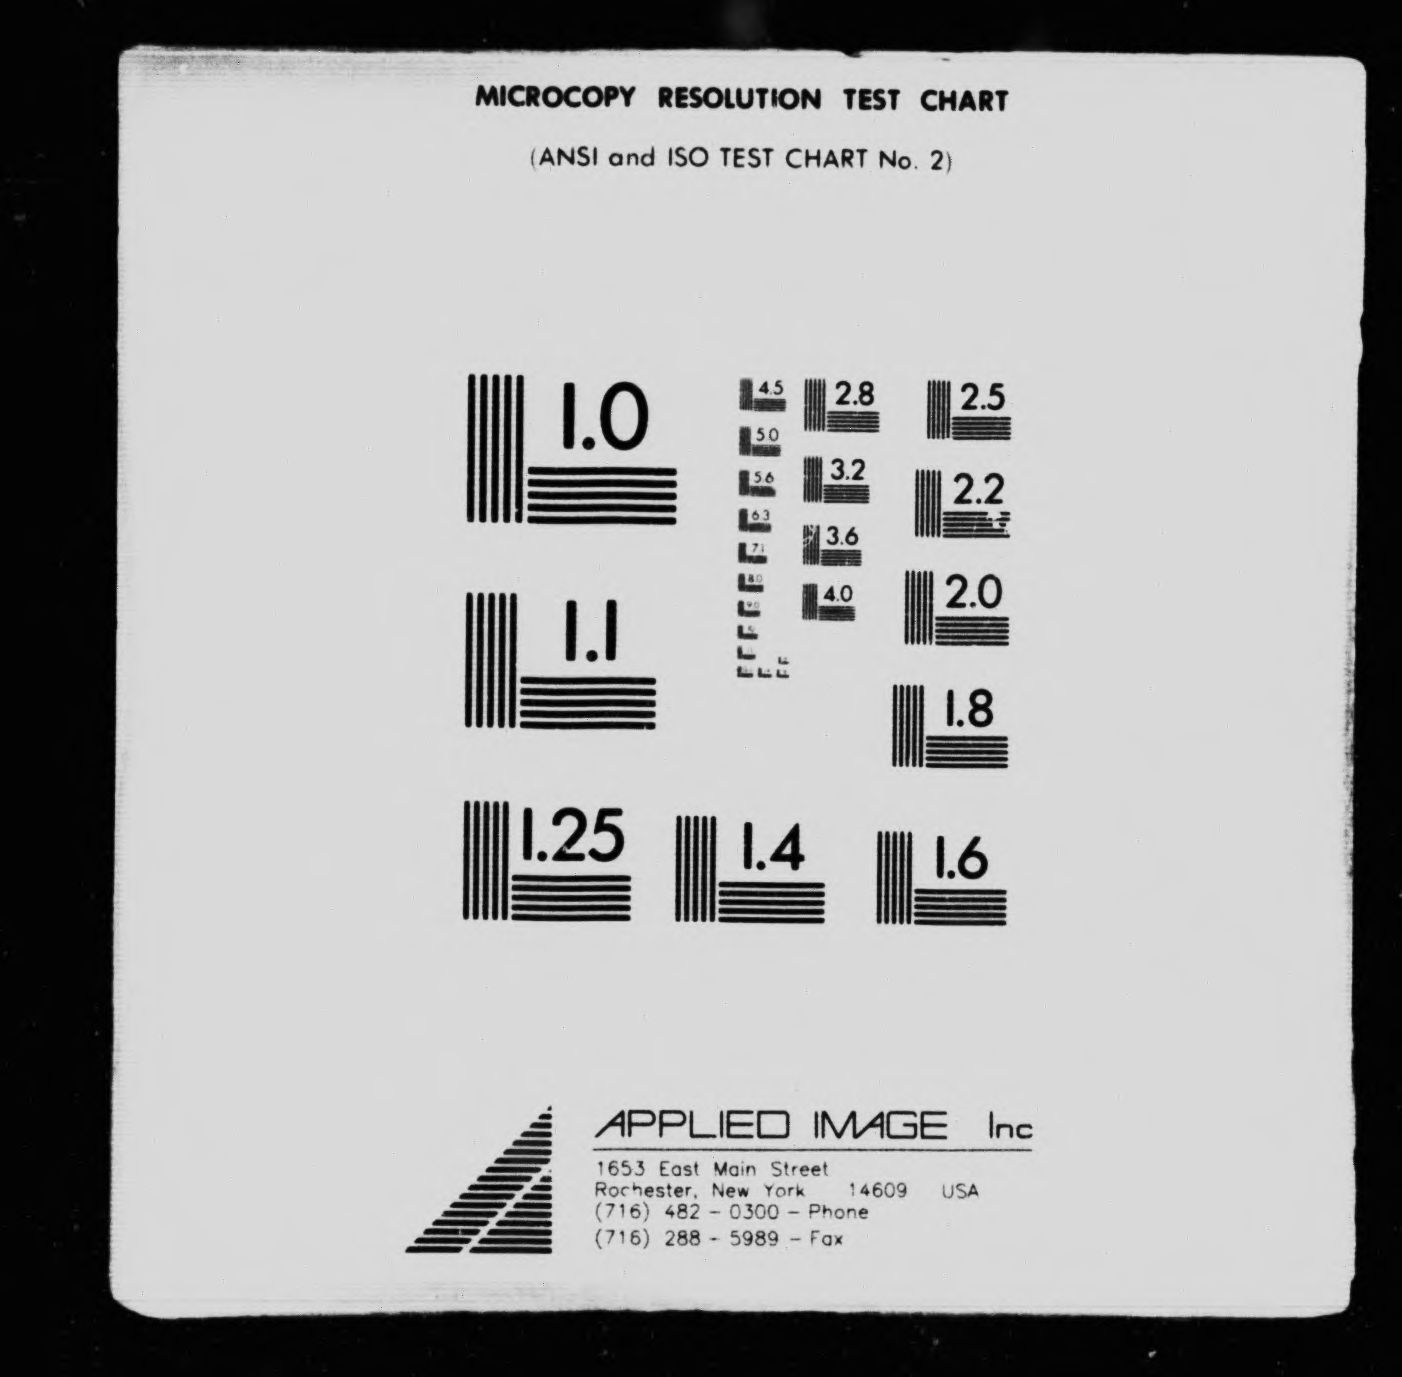 MICROCOPY RESOLUTION TEST CHART
(ANSI and ISO TEST CHART No. 2)
1.0
4.5
2.8
2.5
5.0
3.2
2.2
5.6
6.3
3.6
7.1
8.0
4.0
2.0
9.0
1.1
1.8
1.25
1.4
1.6
APPLIED IMAGE Inc
1653 East Main Street
Rochester, New York 14609 USA
(716) 482 - 0300 - Phone
(716) 288 - 5989 - Fax